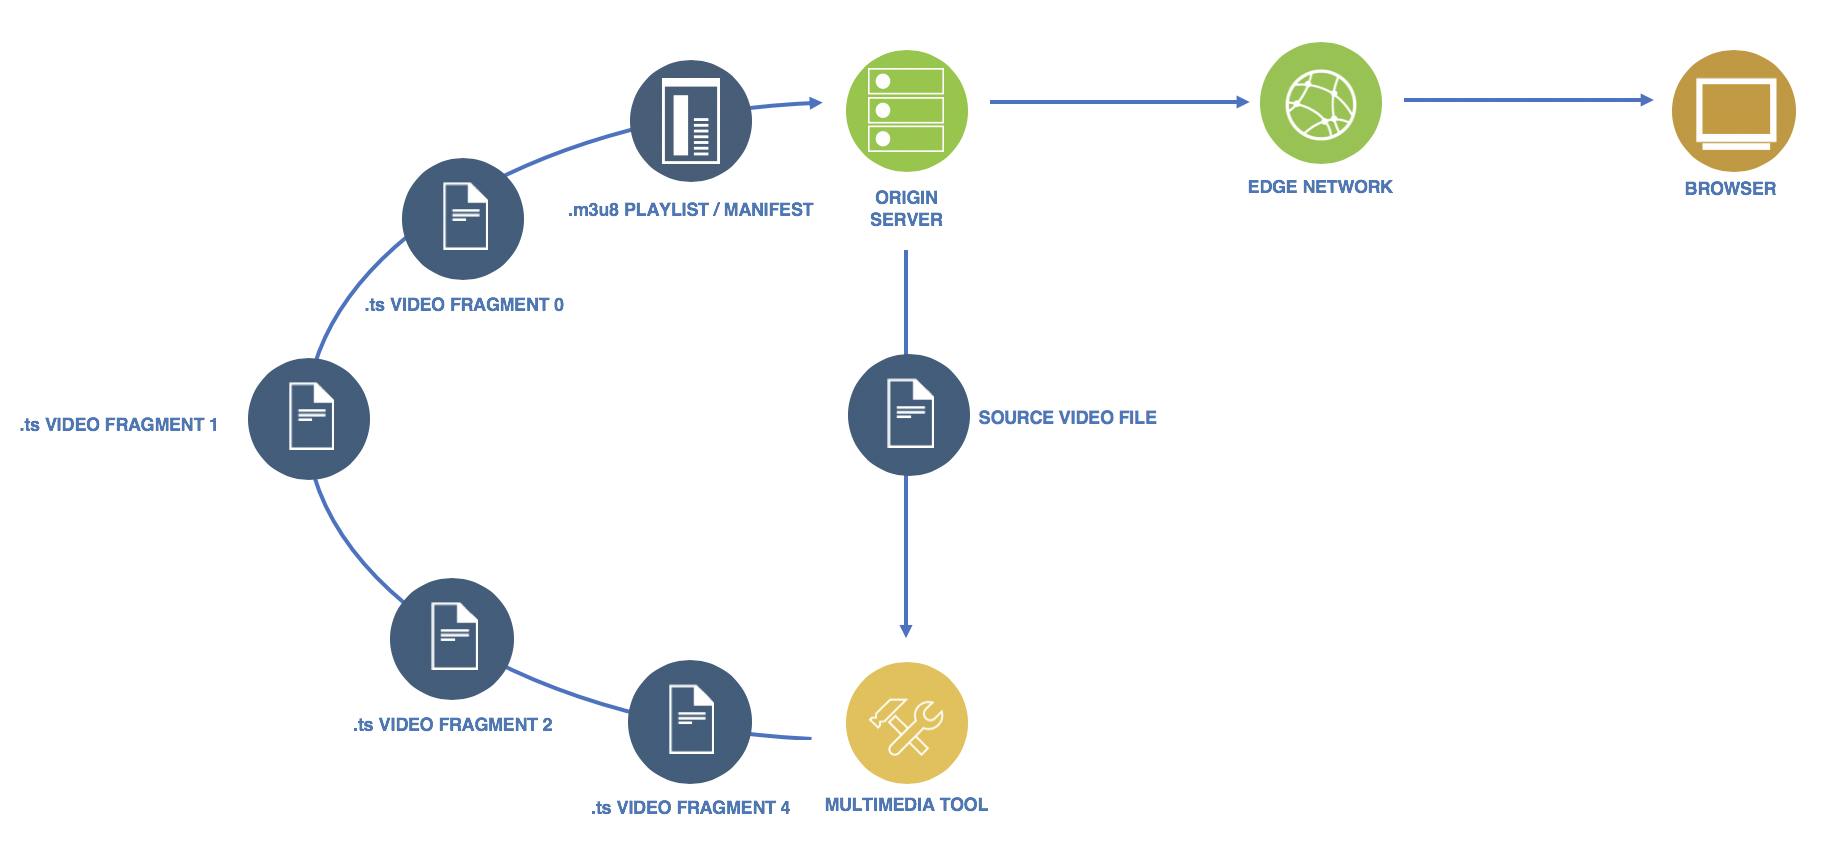 .m3u8 PLAYLIST / MANIFEST
ORIGIN
SERVER
EDGE NETWORK
BROWSER
.ts VIDEO FRAGMENT 0
.ts VIDEO FRAGMENT 1
SOURCE VIDEO FILE
.ts VIDEO FRAGMENT 2
.ts VIDEO FRAGMENT 4
MULTIMEDIA TOOL